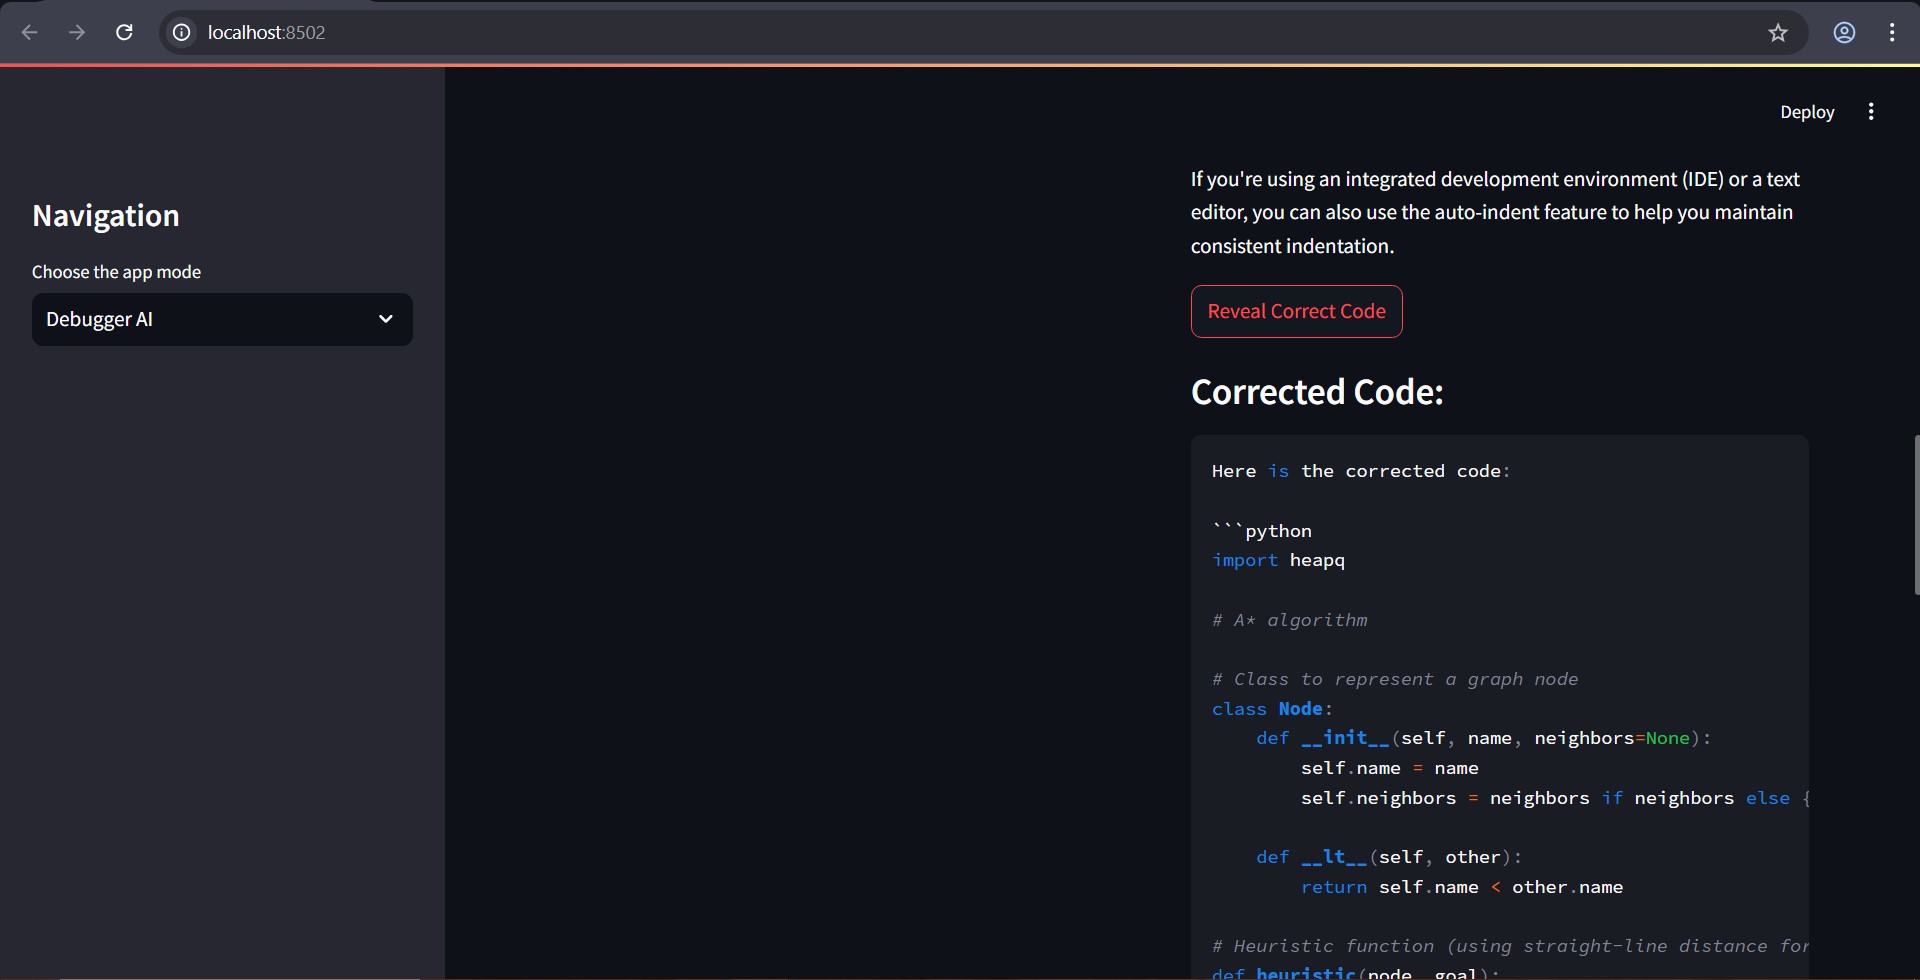 localhost:8502
Deploy
Navigation
Choose the app mode
Debugger AI
If you're using an integrated development environment (IDE) or a text
editor, you can also use the auto-indent feature to help you maintain
consistent indentation.
Reveal Correct Code
Corrected Code:
Here is the corrected code:
```python
import heapq
# A* algorithm
# Class to represent a graph node
class Node:
    def __init__(self, name, neighbors=None):
        self.name = name
        self.neighbors = neighbors if neighbors else {
    def __lt__(self, other):
        return self.name < other.name
# Heuristic function (using straight-line distance for
def heuristic(node, goal):